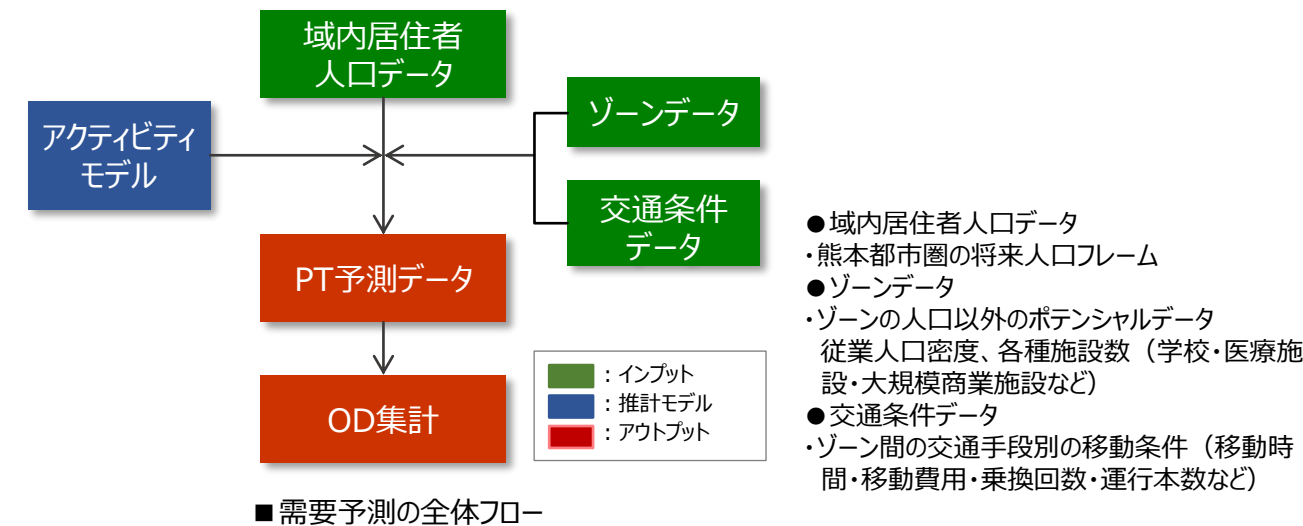 域内居住者
人口データ
アクティビティ
モデル
ゾーンデータ
交通条件
データ
PT予測データ
OD集計
：インプット
：推計モデル
：アウトプット
■需要予測の全体フロー
●域内居住者人口データ
・熊本都市圏の将来人口フレーム
●ゾーンデータ
・ゾーンの人口以外のポテンシャルデータ
従業人口密度、各種施設数（学校・医療施
設・大規模商業施設など）
●交通条件データ
・ゾーン間の交通手段別の移動条件（移動時
間・移動費用・乗換回数・運行本数など）